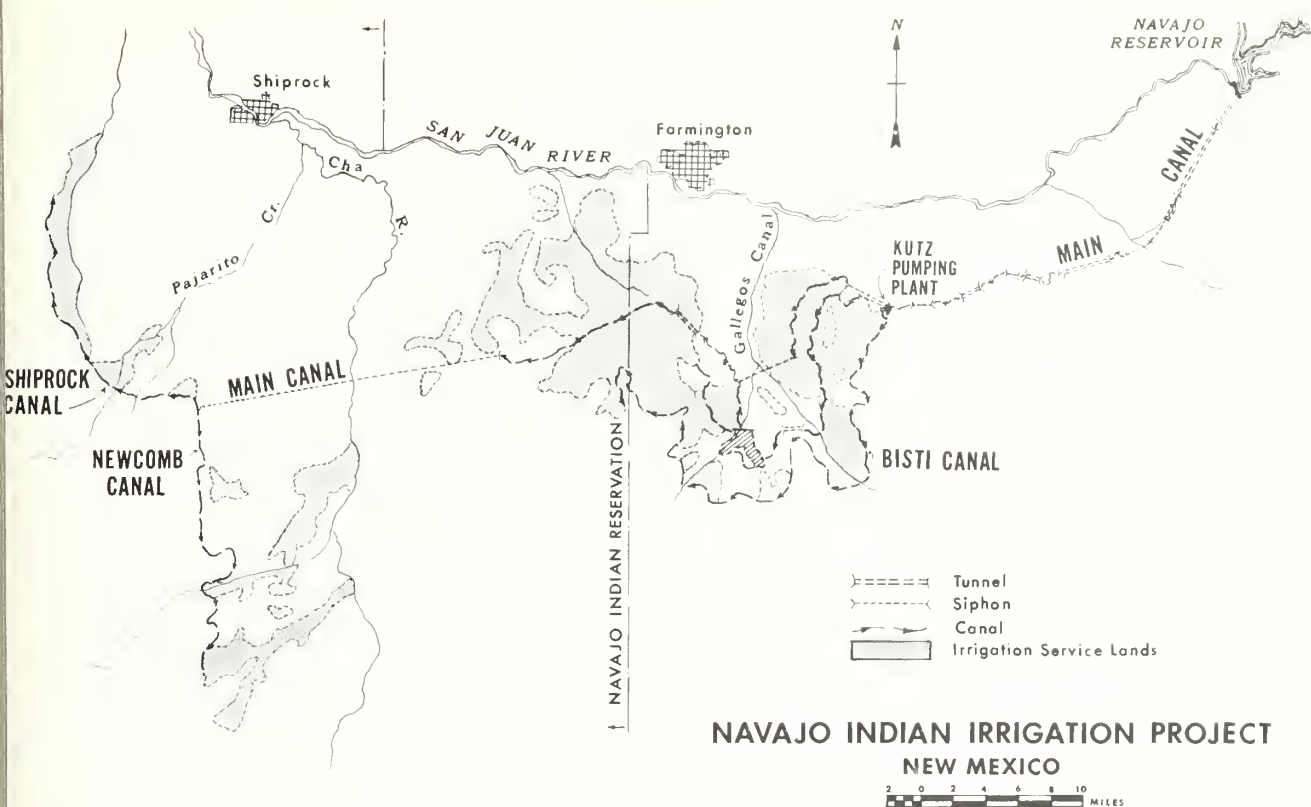 NAVAJO
RESERVOIR
N
Shiprock
SAN JUAN RIVER
Farmington
Cha R.
CANAL
Pajarito Cr.
Gallegos Canal
KUTZ
PUMPING
PLANT
MAIN
SHIPROCK
CANAL
MAIN CANAL
NEWCOMB
CANAL
BISTI CANAL
NAVAJO INDIAN RESERVATION
Tunnel
Siphon
Canal
Irrigation Service Lands
NAVAJO INDIAN IRRIGATION PROJECT
NEW MEXICO
2 0 2 4 6 8 10
MILES